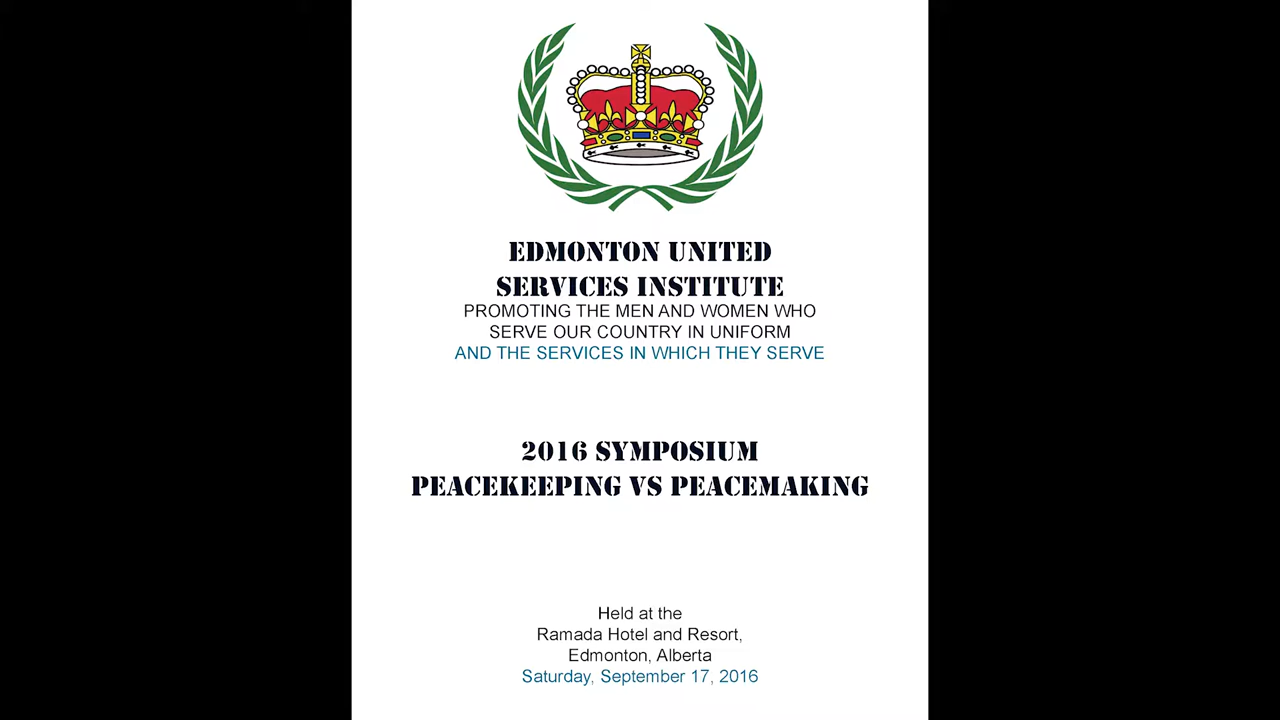 EDMONTON UNITED
SERVICES INSTITUTE
PROMOTING THE MEN AND WOMEN WHO
SERVE OUR COUNTRY IN UNIFORM
AND THE SERVICES IN WHICH THEY SERVE
2016 SYMPOSIUM
PEACEKEEPING VS PEACEMAKING
Held at the
Ramada Hotel and Resort,
Edmonton, Alberta
Saturday, September 17, 2016